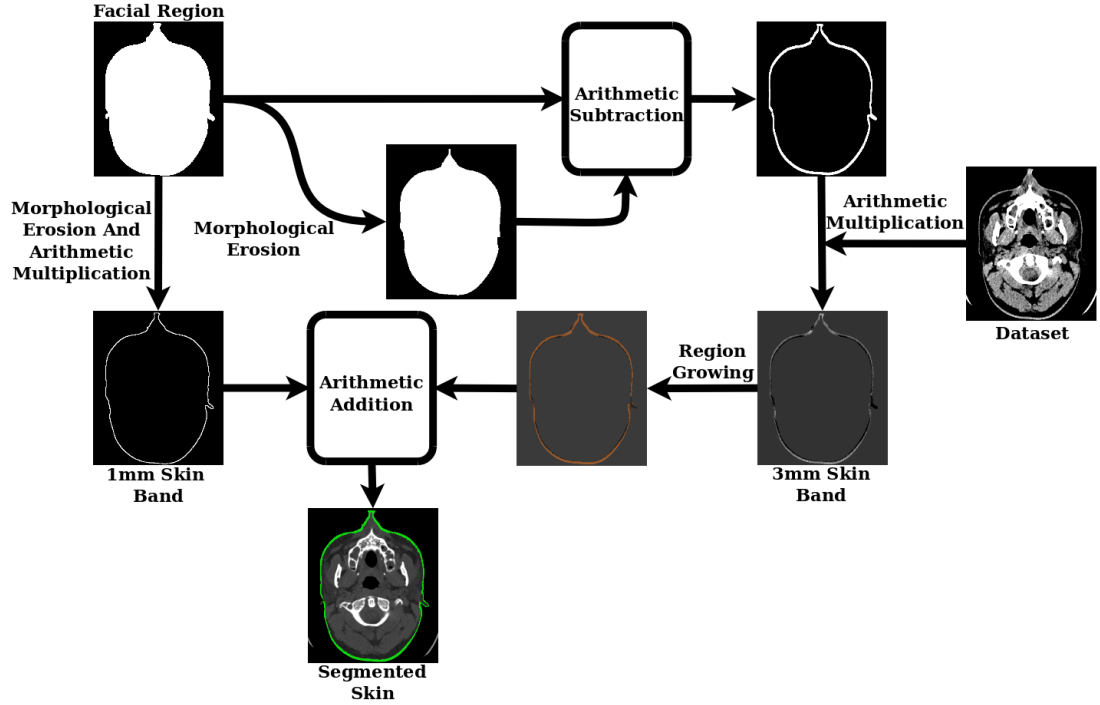 Facial Region
Arithmetic
Subtraction
Morphological
Erosion And
Arithmetic
Multiplication
Morphological
Erosion
Arithmetic
Multiplication
Dataset
Arithmetic
Addition
Region
Growing
1mm Skin
Band
3mm Skin
Band
Segmented
Skin